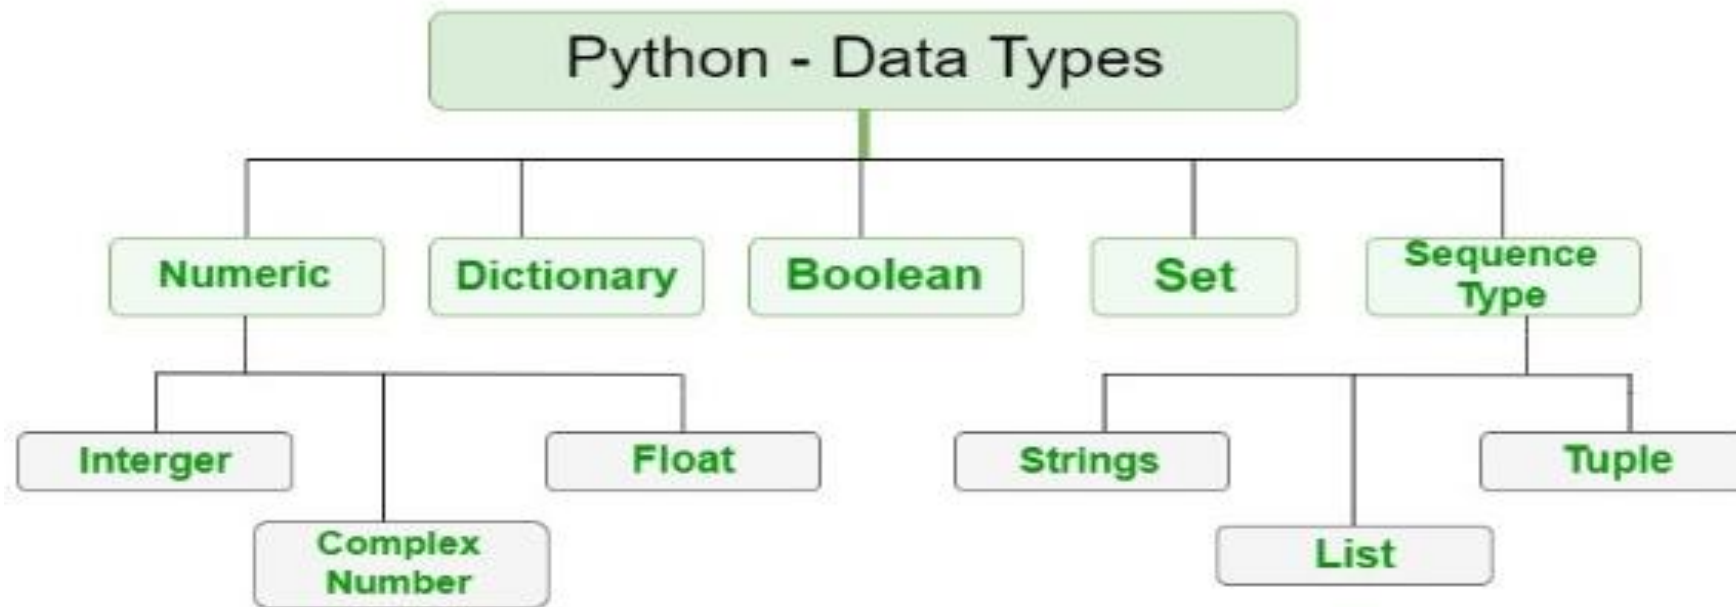 Python - Data Types
Numeric
Dictionary
Boolean
Set
Sequence
Type
Interger
Float
Strings
Tuple
Complex
Number
List